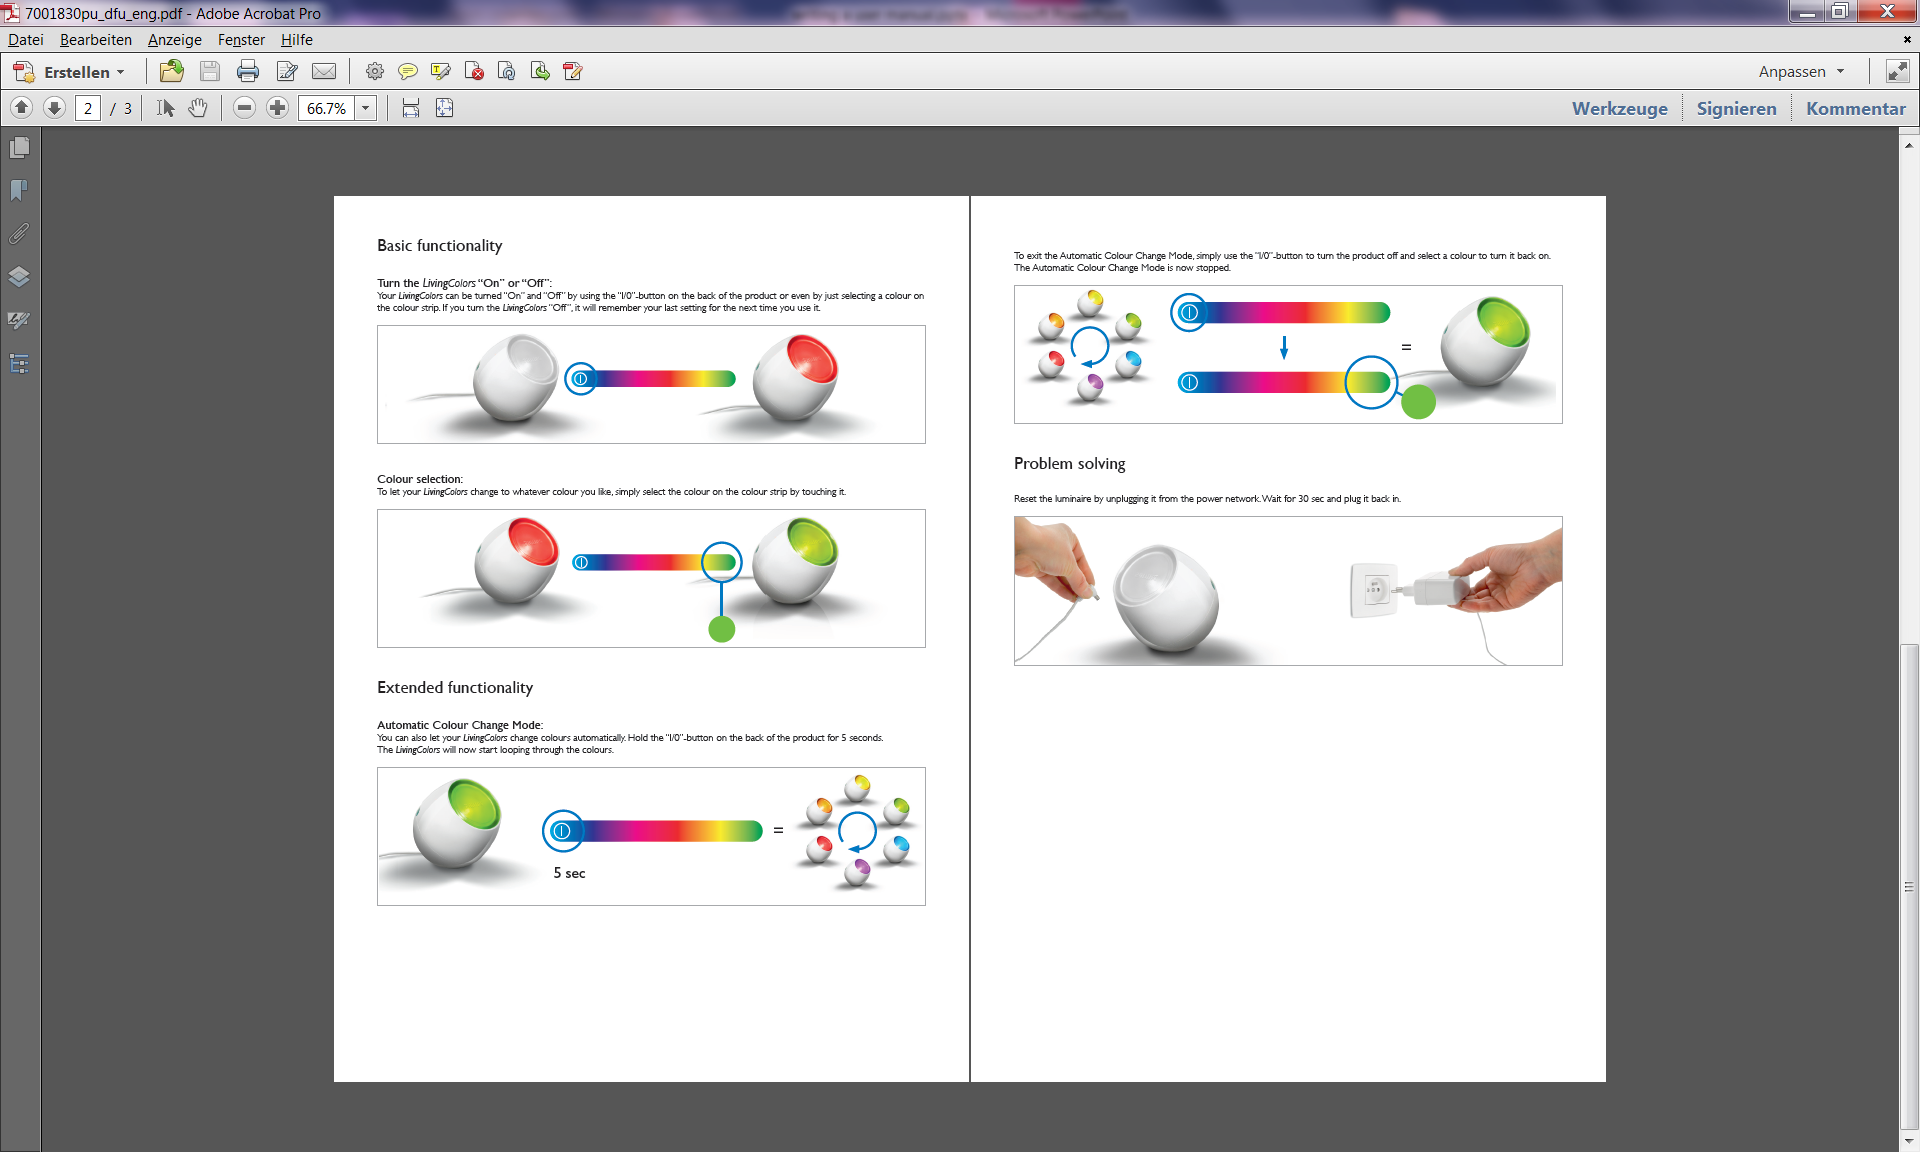 7001830pu_dfu_eng.pdf - Adobe Acrobat Pro
Datei Bearbeiten Anzeige Fenster Hilfe
Erstellen
Anpassen
2 / 3 66.7%
Werkzeuge Signieren Kommentar
Basic functionality
Turn the LivingColors “On” or “Off”:
Your LivingColors can be turned “On” and “Off” by using the “I/0”-button on the back of the product or even by just selecting a colour on
the colour strip. If you turn the LivingColors “Off”, it will remember your last setting for the next time you use it.
Colour selection:
To let your LivingColors change to whatever colour you like, simply select the colour on the colour strip by touching it.
Extended functionality
Automatic Colour Change Mode:
You can also let your LivingColors change colours automatically. Hold the “I/0”-button on the back of the product for 5 seconds.
The LivingColors will now start looping through the colours.
=
5 sec
To exit the Automatic Colour Change Mode, simply use the “I/0”-button to turn the product off and select a colour to turn it back on.
The Automatic Colour Change Mode is now stopped.
=
Problem solving
Reset the luminaire by unplugging it from the power network. Wait for 30 sec and plug it back in.